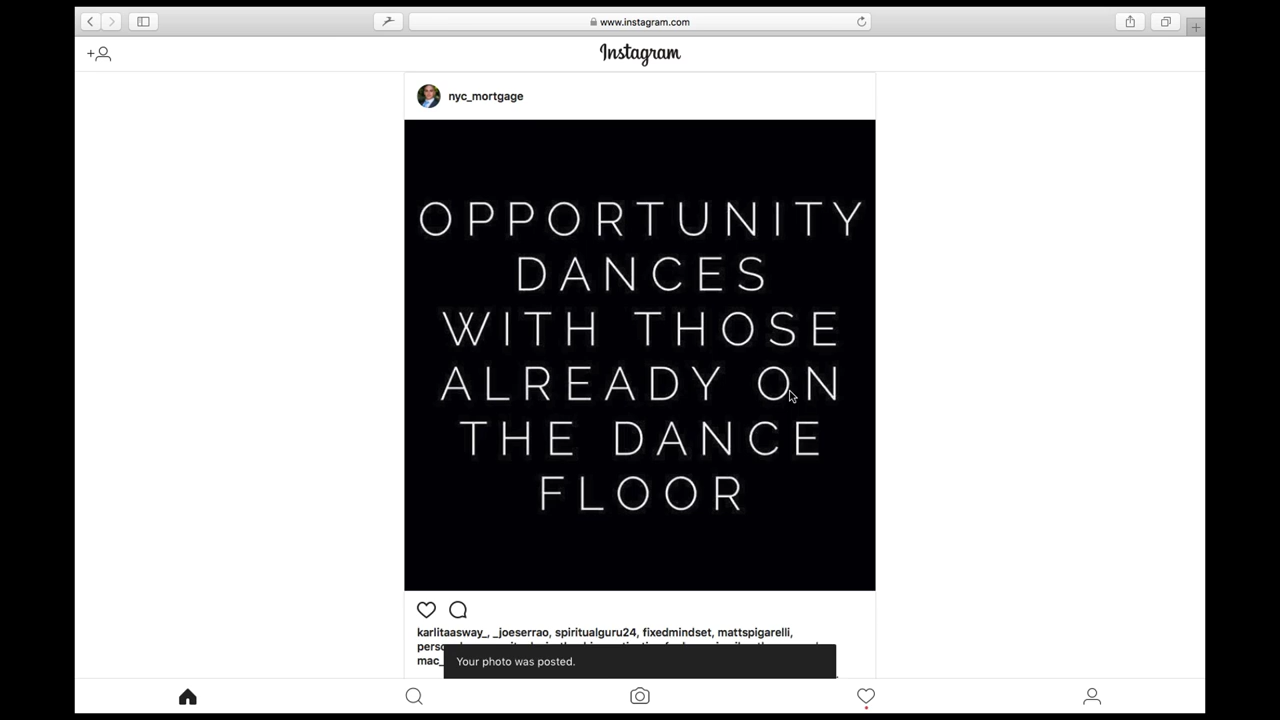 www.instagram.com
Instagram
nyc_mortgage
OPPORTUNITY
DANCES
WITH THOSE
ALREADY ON
THE DANCE
FLOOR
karlitaasway_, _joeserrao, spiritualguru24, fixedmindset, mattspigarelli,
mac_
Your photo was posted.